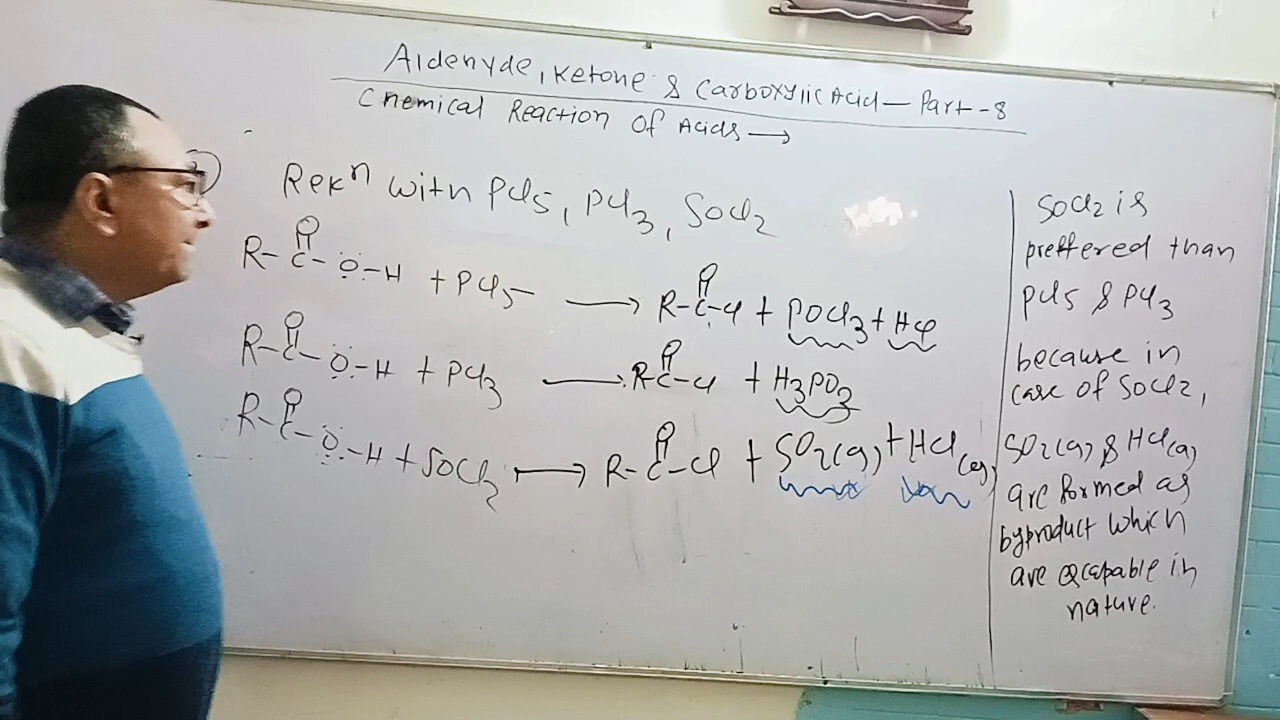 Aldehyde, Ketone & Carboxylic Acid — Part-8
Chemical Reaction of Acids →
Rekⁿ with PCl5, PCl3, SOCl2
R-C(=O)-O-H + PCl5 → R-C(=O)-Cl + POCl3 + HCl
R-C(=O)-O-H + PCl3 → R-C(=O)-Cl + H3PO3
R-C(=O)-O-H + SOCl2 → R-C(=O)-Cl + SO2(g) + HCl(g)
SOCl2 is
preffered than
PCl5 & PCl3
because in
case of SOCl2,
SO2(g) & HCl(g)
are formed as
byproduct which
are escapable in
nature.